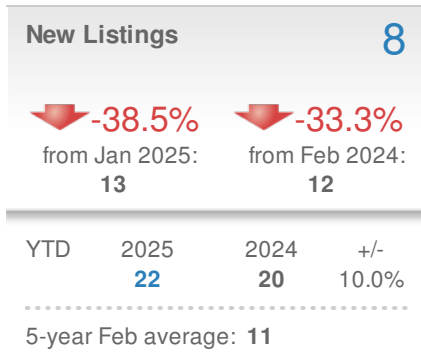 New Listings 8
-38.5% -33.3%
from Jan 2025: from Feb 2024:
13 12
YTD 2025 2024 +/-
22 20 10.0%
5-year Feb average: 11